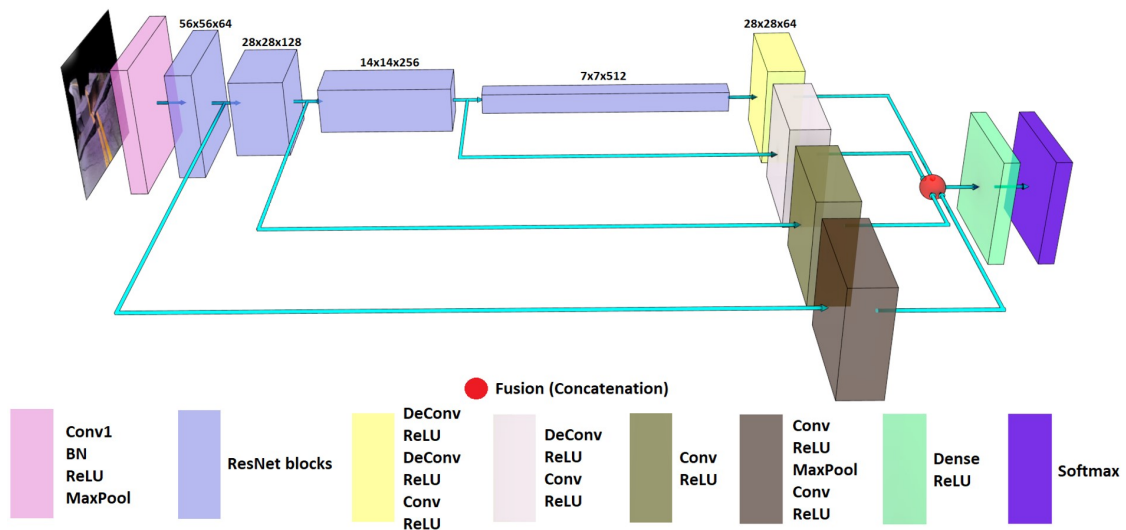 56x56x64
28x28x128
14x14x256
7x7x512
28x28x64
Fusion (Concatenation)
Conv1
BN
ReLU
MaxPool
ResNet blocks
DeConv
ReLU
DeConv
ReLU
Conv
ReLU
DeConv
ReLU
Conv
ReLU
Conv
ReLU
Conv
ReLU
MaxPool
Conv
ReLU
Dense
ReLU
Softmax